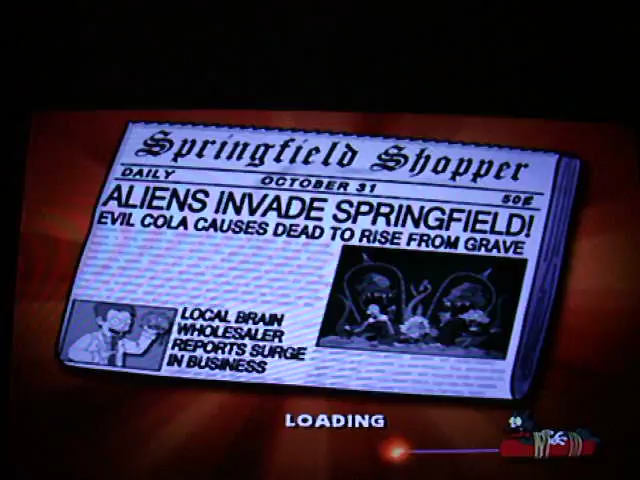 Springfield Shopper
DAILY OCTOBER 31 50¢
ALIENS INVADE SPRINGFIELD!
EVIL COLA CAUSES DEAD TO RISE FROM GRAVE
LOCAL BRAIN
WHOLESALER
REPORTS SURGE
IN BUSINESS
LOADING